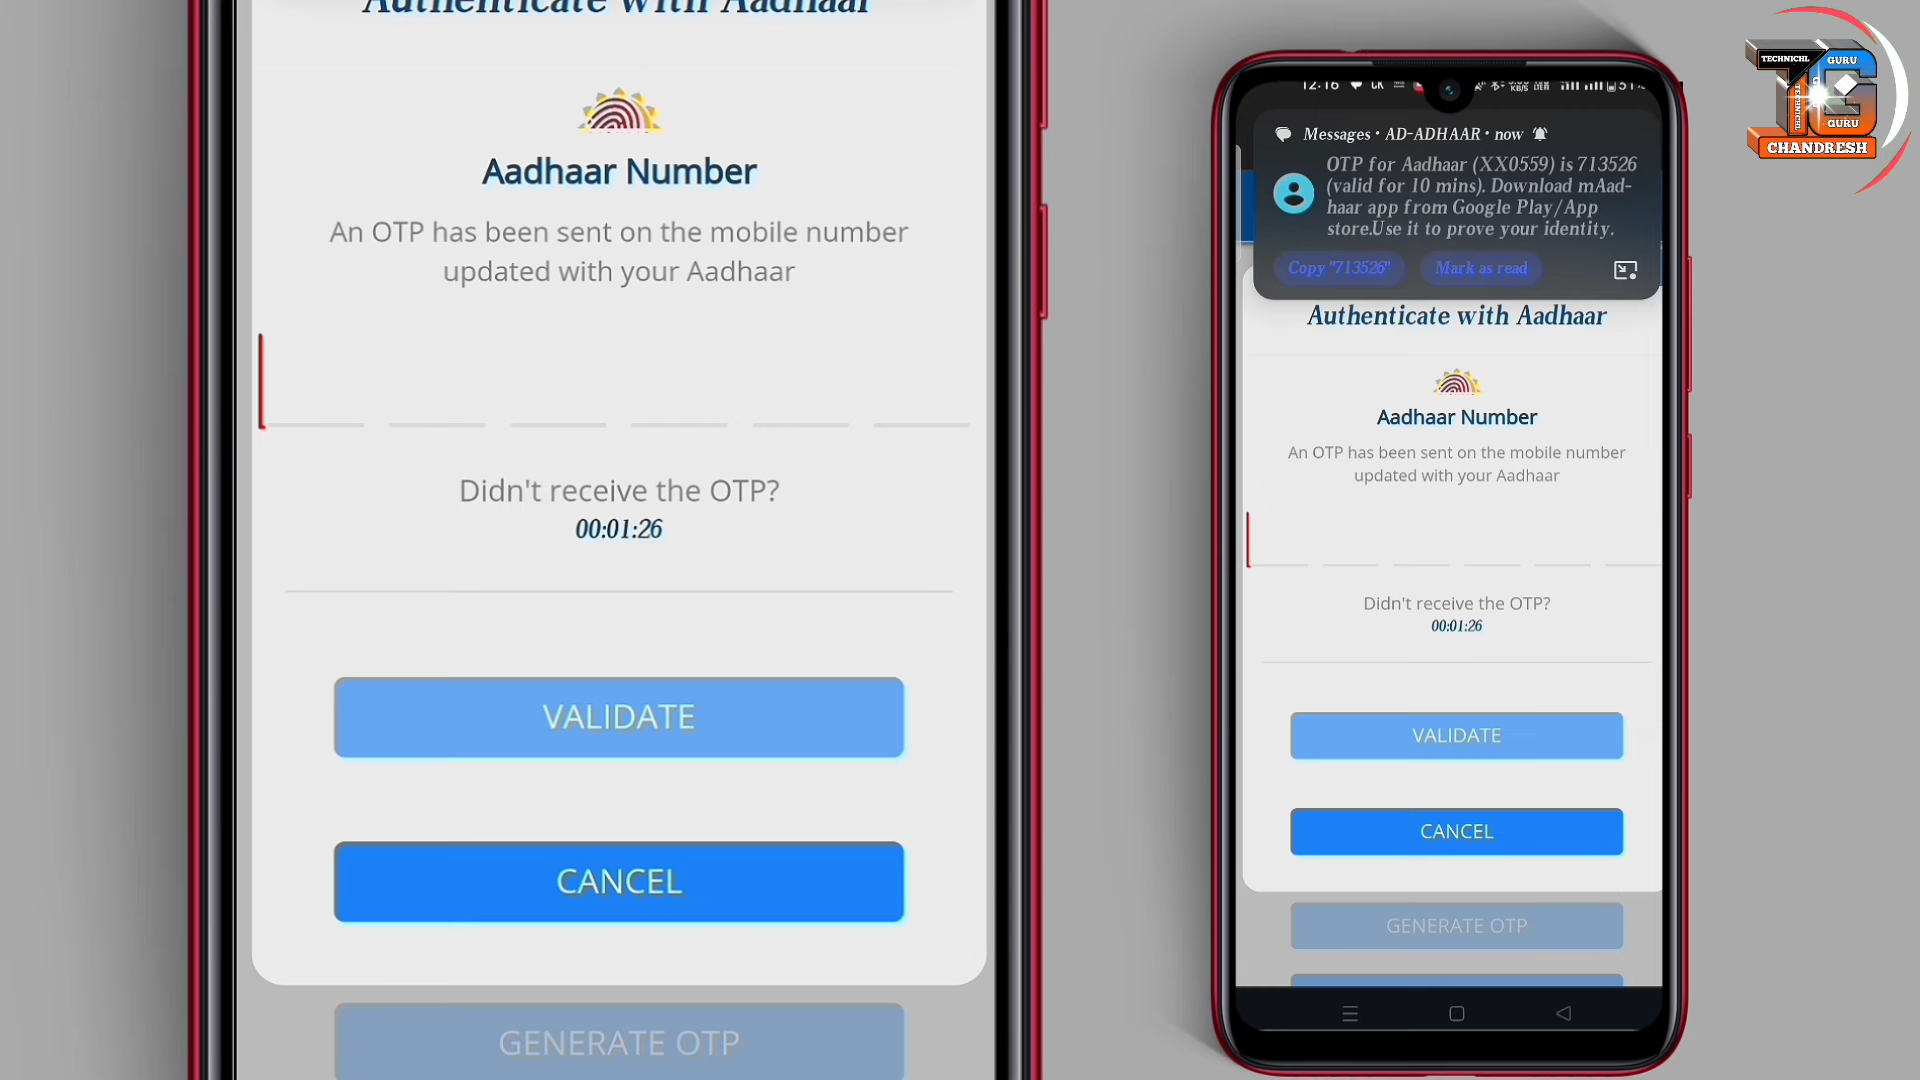 Authenticate with Aadhaar
Aadhaar Number
An OTP has been sent on the mobile number
updated with your Aadhaar
Didn't receive the OTP?
00:01:26
VALIDATE
CANCEL
GENERATE OTP
12:16
Messages • AD-ADHAAR • now
OTP for Aadhaar (XX0559) is 713526
(valid for 10 mins). Download mAad-
haar app from Google Play/App
store.Use it to prove your identity.
Copy "713526"
Mark as read
Authenticate with Aadhaar
Aadhaar Number
An OTP has been sent on the mobile number
updated with your Aadhaar
Didn't receive the OTP?
00:01:26
VALIDATE
CANCEL
GENERATE OTP
TECHNICHL
GURU
TECHNICHL
GURU
CHANDRESH